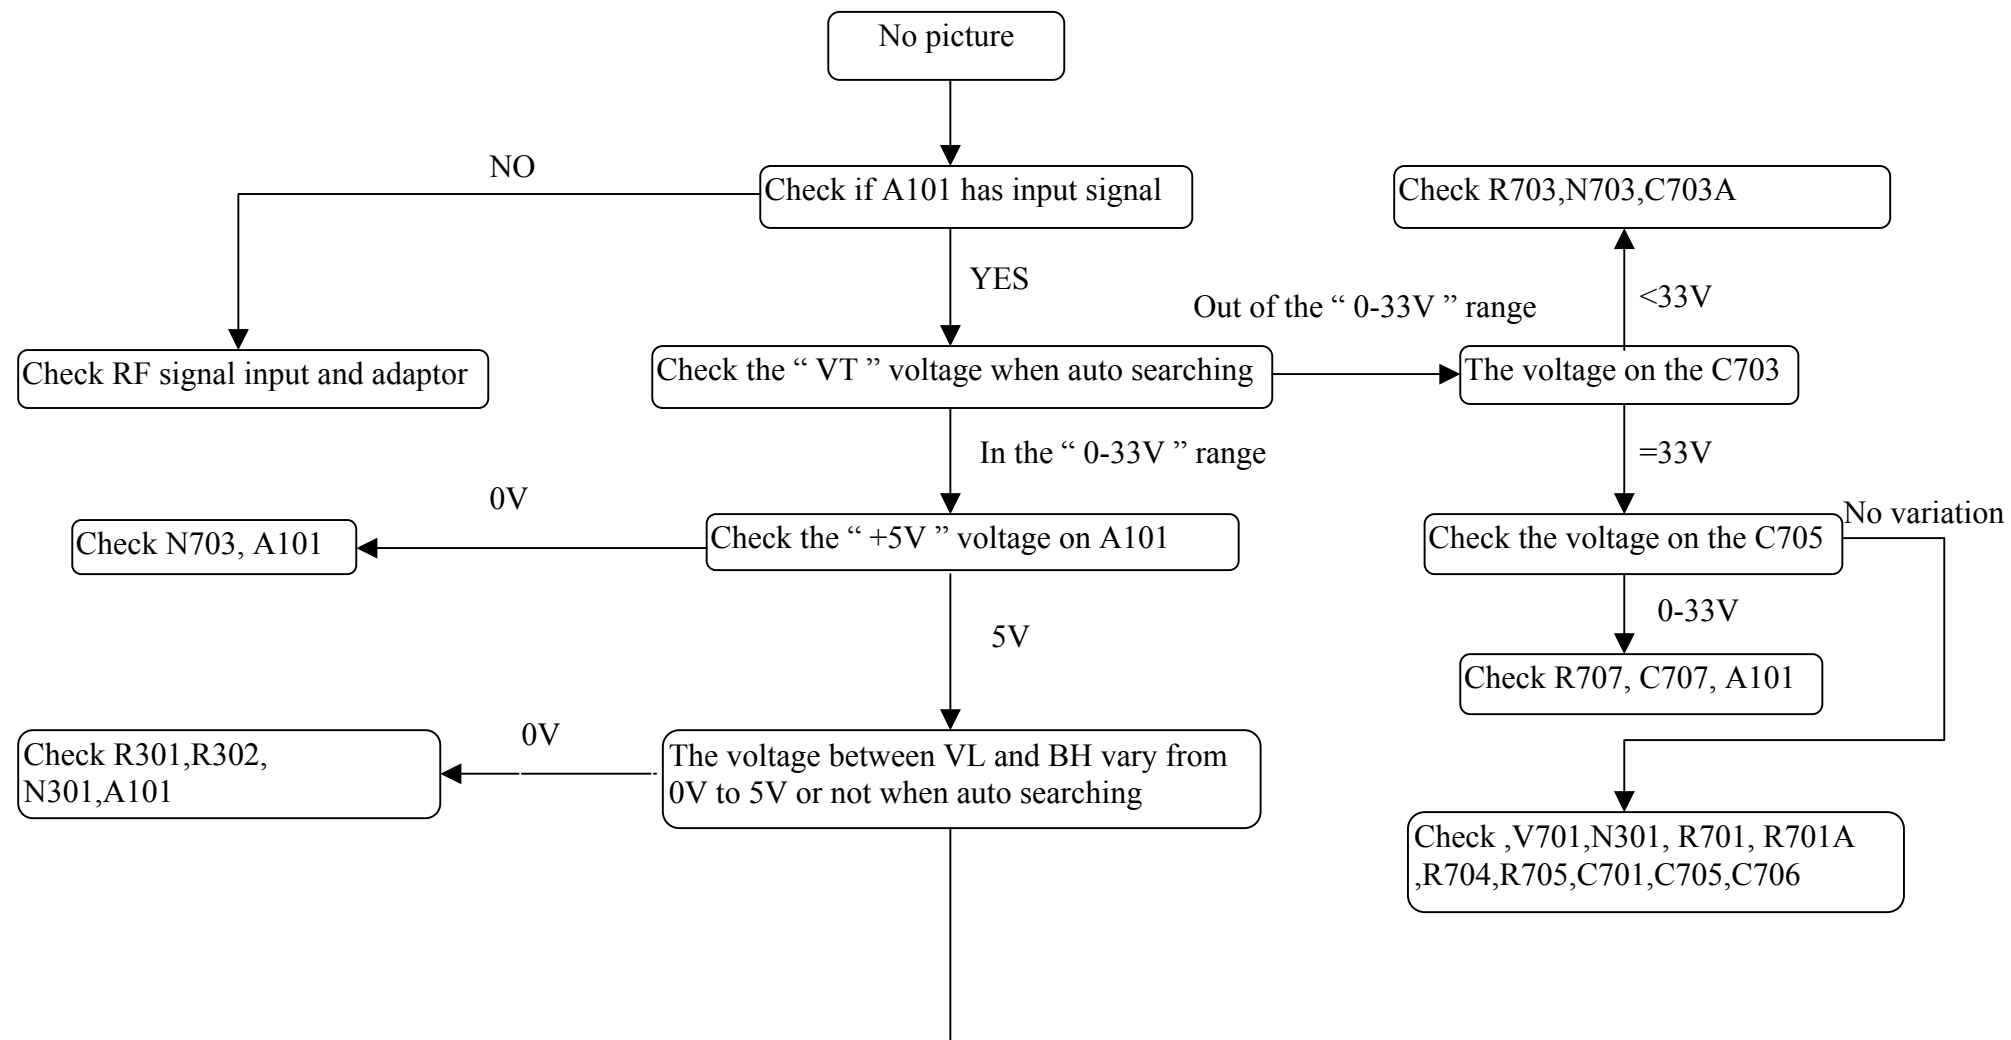 No picture
NO
Check if A101 has input signal
Check R703,N703,C703A
YES
Out of the “ 0-33V ” range
<33V
Check RF signal input and adaptor
Check the “ VT ” voltage when auto searching
The voltage on the C703
In the “ 0-33V ” range
=33V
0V
Check N703, A101
Check the “ +5V ” voltage on A101
Check the voltage on the C705
No variation
0-33V
5V
Check R707, C707, A101
0V
Check R301,R302,
N301,A101
The voltage between VL and BH vary from
0V to 5V or not when auto searching
Check ,V701,N301, R701, R701A
,R704,R705,C701,C705,C706